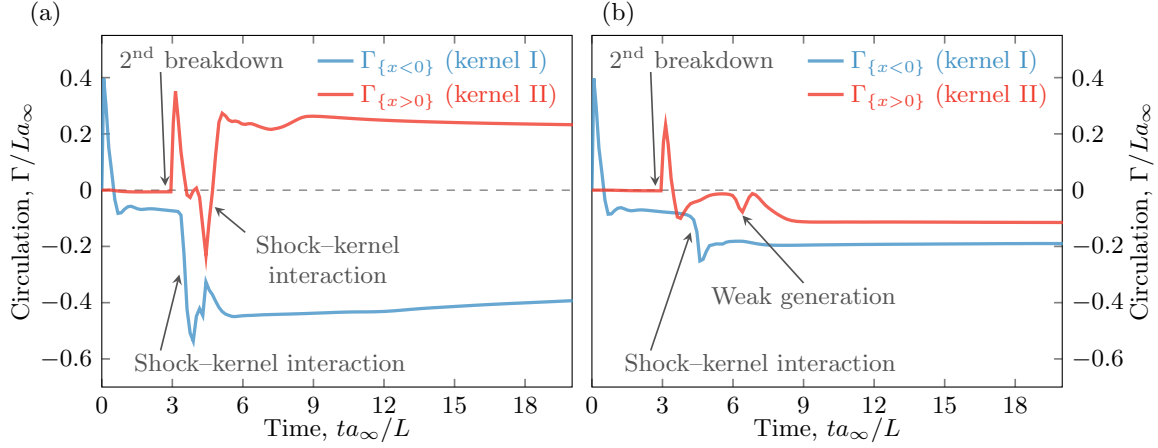 (a)
(b)
2nd breakdown
Γ{x<0} (kernel I)
Γ{x>0} (kernel II)
Shock–kernel
interaction
Shock–kernel interaction
0.4
0.2
0
−0.2
−0.4
−0.6
Circulation, Γ/La∞
0 3 6 9 12 15 18
Time, ta∞/L
2nd breakdown
Γ{x<0} (kernel I)
Γ{x>0} (kernel II)
Weak generation
Shock–kernel interaction
0.4
0.2
0
−0.2
−0.4
−0.6
Circulation, Γ/La∞
0 3 6 9 12 15 18
Time, ta∞/L